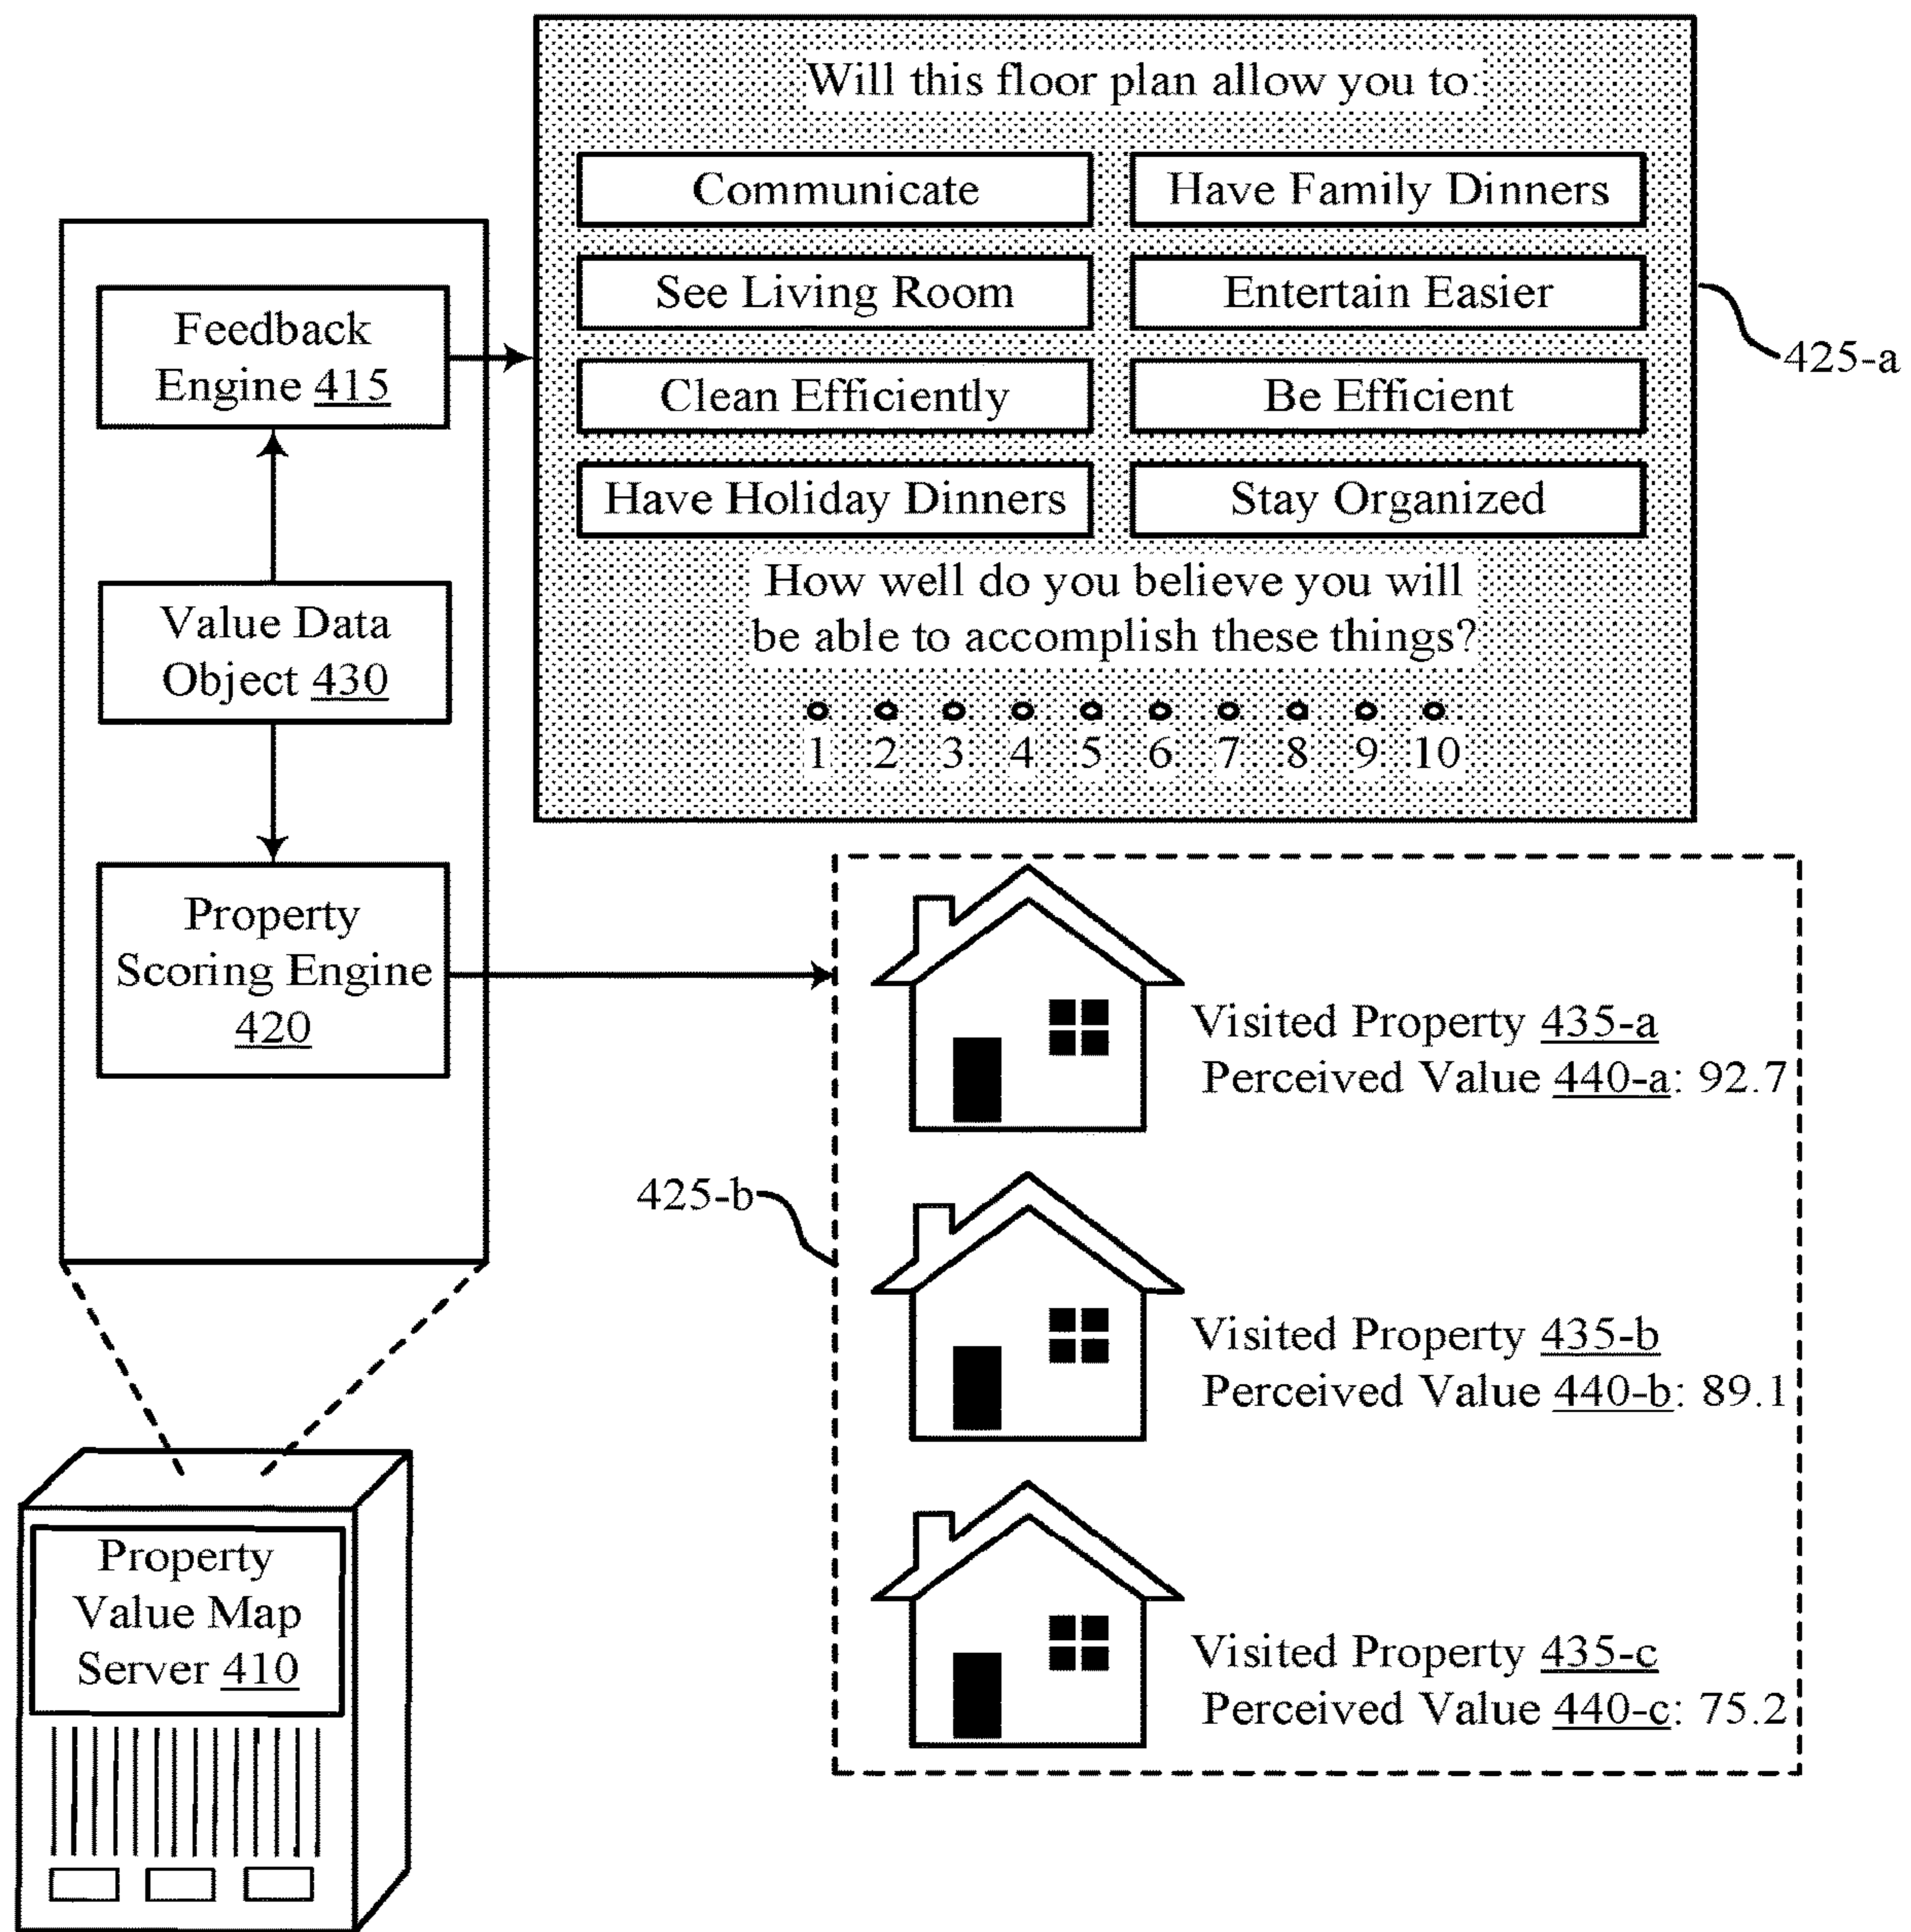 Will this floor plan allow you to:
Communicate
Have Family Dinners
See Living Room
Entertain Easier
Clean Efficiently
Be Efficient
Have Holiday Dinners
Stay Organized
How well do you believe you will
be able to accomplish these things?
1 2 3 4 5 6 7 8 9 10
425-a
Feedback
Engine 415
Value Data
Object 430
Property
Scoring Engine
420
Visited Property 435-a
Perceived Value 440-a: 92.7
425-b
Visited Property 435-b
Perceived Value 440-b: 89.1
Visited Property 435-c
Perceived Value 440-c: 75.2
Property
Value Map
Server 410